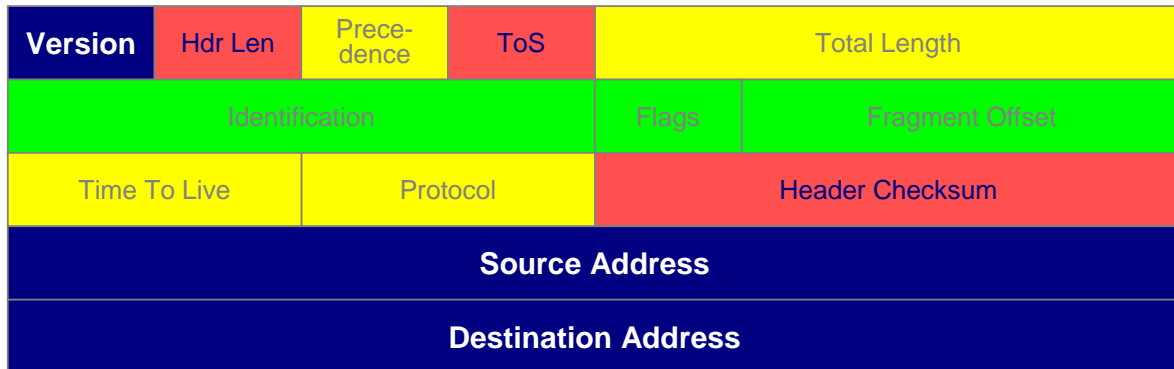 Version Hdr Len Prece-
dence ToS Total Length
Identification Flags Fragment Offset
Time To Live Protocol Header Checksum
Source Address
Destination Address